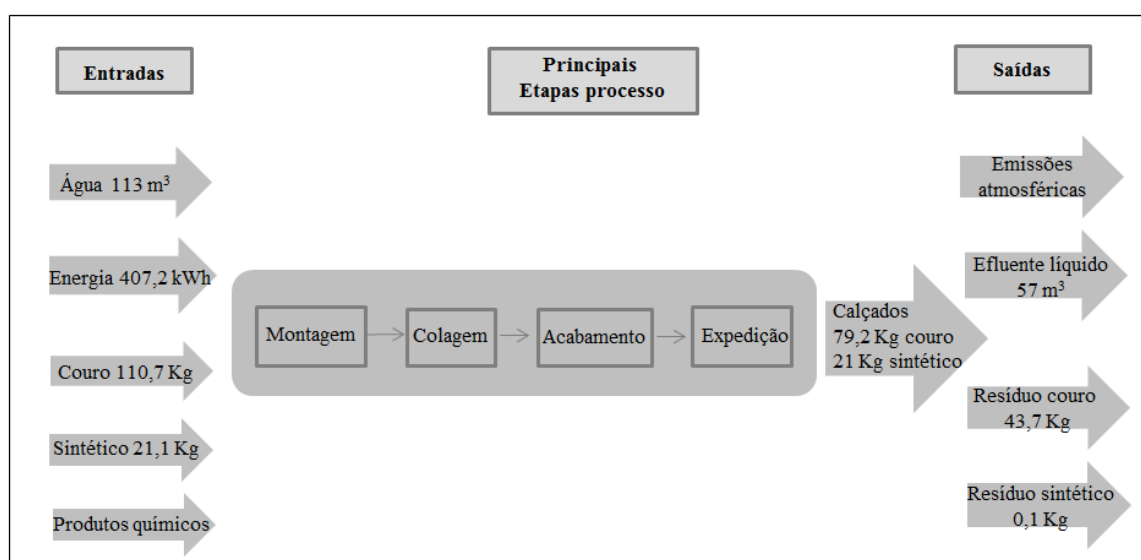 Entradas
Principais
Etapas processo
Saídas
Água 113 m³
Energia 407,2 kWh
Couro 110,7 Kg
Sintético 21,1 Kg
Produtos químicos
Montagem
Colagem
Acabamento
Expedição
Calçados
79,2 Kg couro
21 Kg sintético
Emissões
atmosféricas
Efluente líquido
57 m³
Resíduo couro
43,7 Kg
Resíduo sintético
0,1 Kg